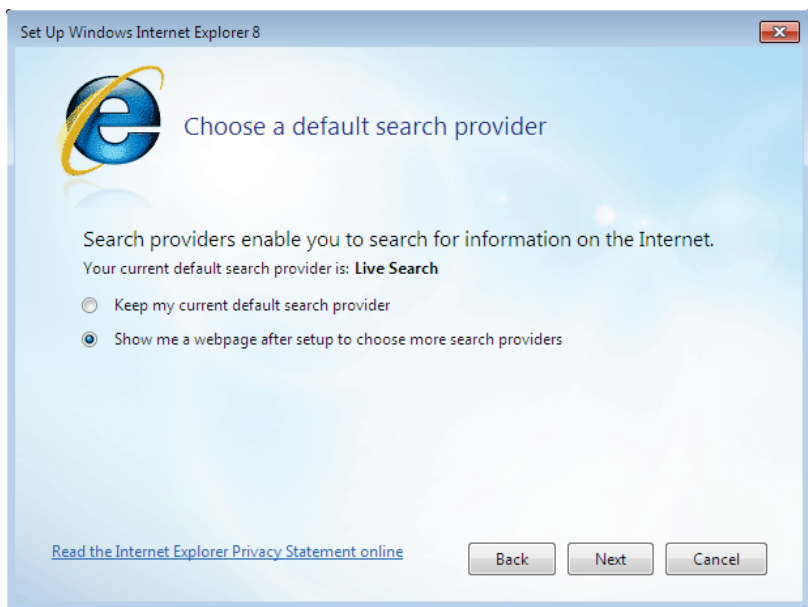 Set Up Windows Internet Explorer 8
Choose a default search provider
Search providers enable you to search for information on the Internet.
Your current default search provider is: Live Search
Keep my current default search provider
Show me a webpage after setup to choose more search providers
Read the Internet Explorer Privacy Statement online
Back Next Cancel